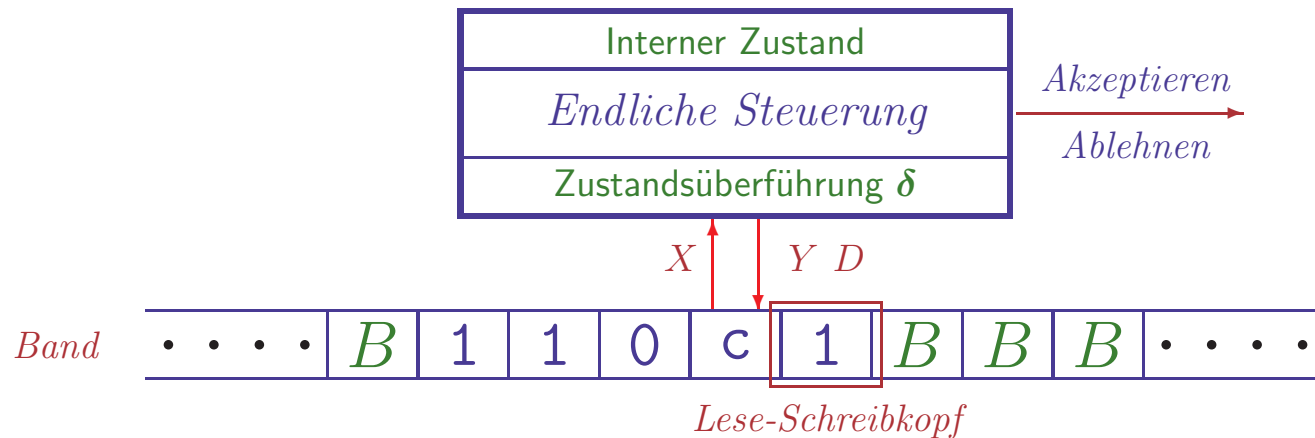 Interner Zustand
Endliche Steuerung
Zustandsüberführung δ
Akzeptieren
Ablehnen
X Y D
Band · · · · B 1 1 0 c 1 B B B · · · ·
Lese-Schreibkopf